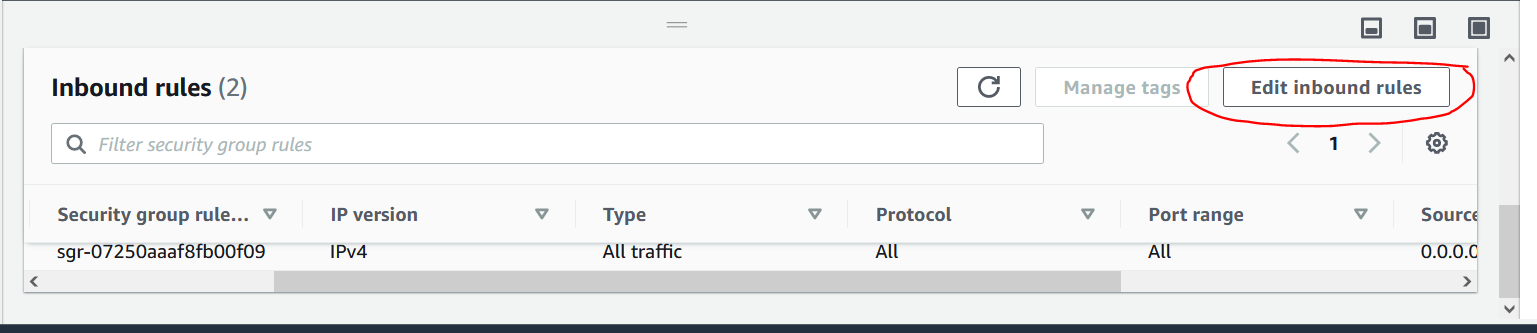 Inbound rules (2)
Manage tags
Edit inbound rules
Filter security group rules
1
Security group rule... IP version Type Protocol Port range Source
sgr-07250aaaf8fb00f09 IPv4 All traffic All All 0.0.0.0